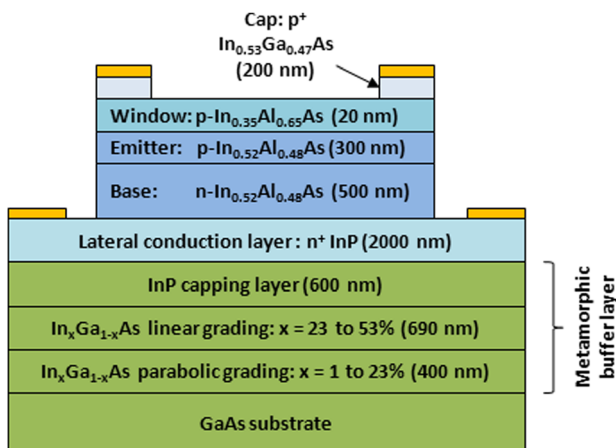 Cap: p⁺
In₀.₅₃Ga₀.₄₇As
(200 nm)
Window: p-In₀.₃₅Al₀.₆₅As (20 nm)
Emitter: p-In₀.₅₂Al₀.₄₈As (300 nm)
Base: n-In₀.₅₂Al₀.₄₈As (500 nm)
Lateral conduction layer : n⁺ InP (2000 nm)
InP capping layer (600 nm)
InₓGa₁₋ₓAs linear grading: x = 23 to 53% (690 nm)
InₓGa₁₋ₓAs parabolic grading: x = 1 to 23% (400 nm)
GaAs substrate
Metamorphic
buffer layer